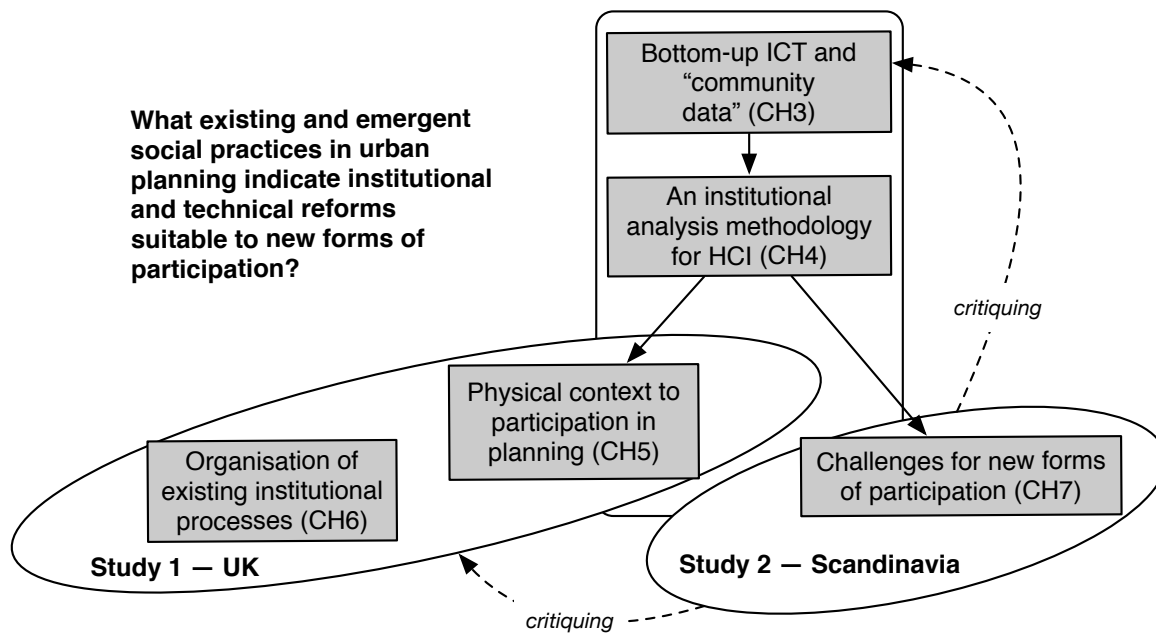 What existing and emergent
social practices in urban
planning indicate institutional
and technical reforms
suitable to new forms of
participation?
Bottom-up ICT and
“community
data” (CH3)
An institutional
analysis methodology
for HCI (CH4)
critiquing
Physical context to
participation in
planning (CH5)
Organisation of
existing institutional
processes (CH6)
Challenges for new forms
of participation (CH7)
Study 1 — UK
Study 2 — Scandinavia
critiquing